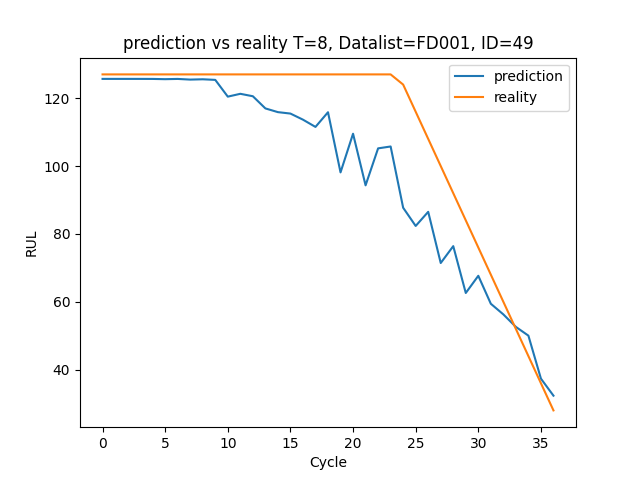 prediction vs reality T=8, Datalist=FD001, ID=49
prediction
reality
120
100
80
60
40
RUL
0 5 10 15 20 25 30 35
Cycle